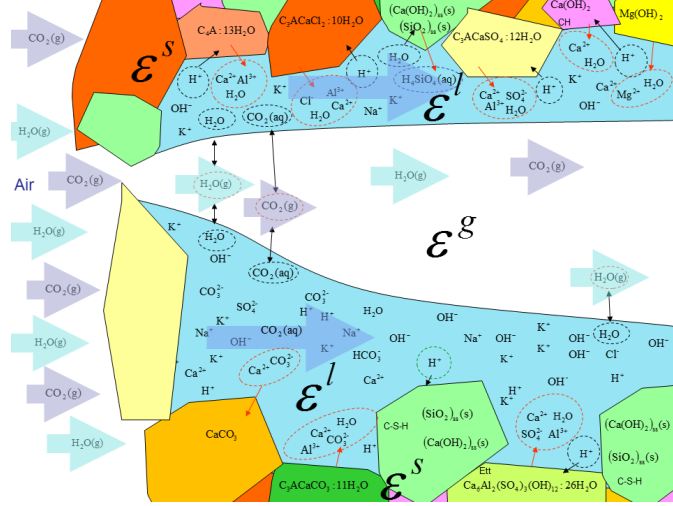 CO₂(g)
C₄A:13H₂O
C₃ACaCl₂:10H₂O
(Ca(OH)₂)ss(s)
(SiO₂)ss(s)
C₃ACaSO₄:12H₂O
Ca(OH)₂
CH
Mg(OH)₂
εˢ
H⁺
Ca²⁺ Al³⁺
H₂O
H⁺
H₂O
H₂SiO₄(aq)
Ca²⁺
H₂O
H⁺
K⁺
K⁺
Cl⁻
Al³⁺
Ca²⁺
H₂O
Na⁺
K⁺
εˡ
Ca²⁺ SO₄²⁻
Al³⁺
H₂O
H⁺
K⁺
OH⁻
Ca²⁺ H₂O
Mg²⁺
OH⁻
K⁺
H₂O
CO₂(aq)
H₂O(g)
Air
CO₂(g)
H₂O(g)
CO₂(g)
H₂O(g)
CO₂(g)
H₂O(g)
K⁺
H₂O
OH⁻
CO₂(aq)
εᵍ
H₂O(g)
CO₂(g)
CO₃²⁻
SO₄²⁻
CO₃²⁻
H⁺
H⁺
H₂O
K⁺
Na⁺
K⁺
OH⁻
CO₂(aq)
Na⁺
K⁺
OH⁻
Na⁺
OH⁻
K⁺
OH⁻
K⁺
OH⁻
OH⁻
H₂O
Cl⁻
H₂O(g)
Ca²⁺
CO₃²⁻
HCO₃⁻
Ca²⁺
H⁺
H⁺
OH⁻
H⁺
K⁺
K⁺
H⁺
CO₂(g)
H₂O(g)
εˡ
CaCO₃
Ca²⁺ H₂O
CO₃²⁻
Al³⁺
H⁺
C-S-H
(SiO₂)ss(s)
(Ca(OH)₂)ss(s)
Ca²⁺ H₂O
SO₄²⁻ Al³⁺
H⁺
(Ca(OH)₂)ss(s)
(SiO₂)ss(s)
C-S-H
C₃ACaCO₃:11H₂O
εˢ
Ett
Ca₆Al₂(SO₄)₃(OH)₁₂:26H₂O